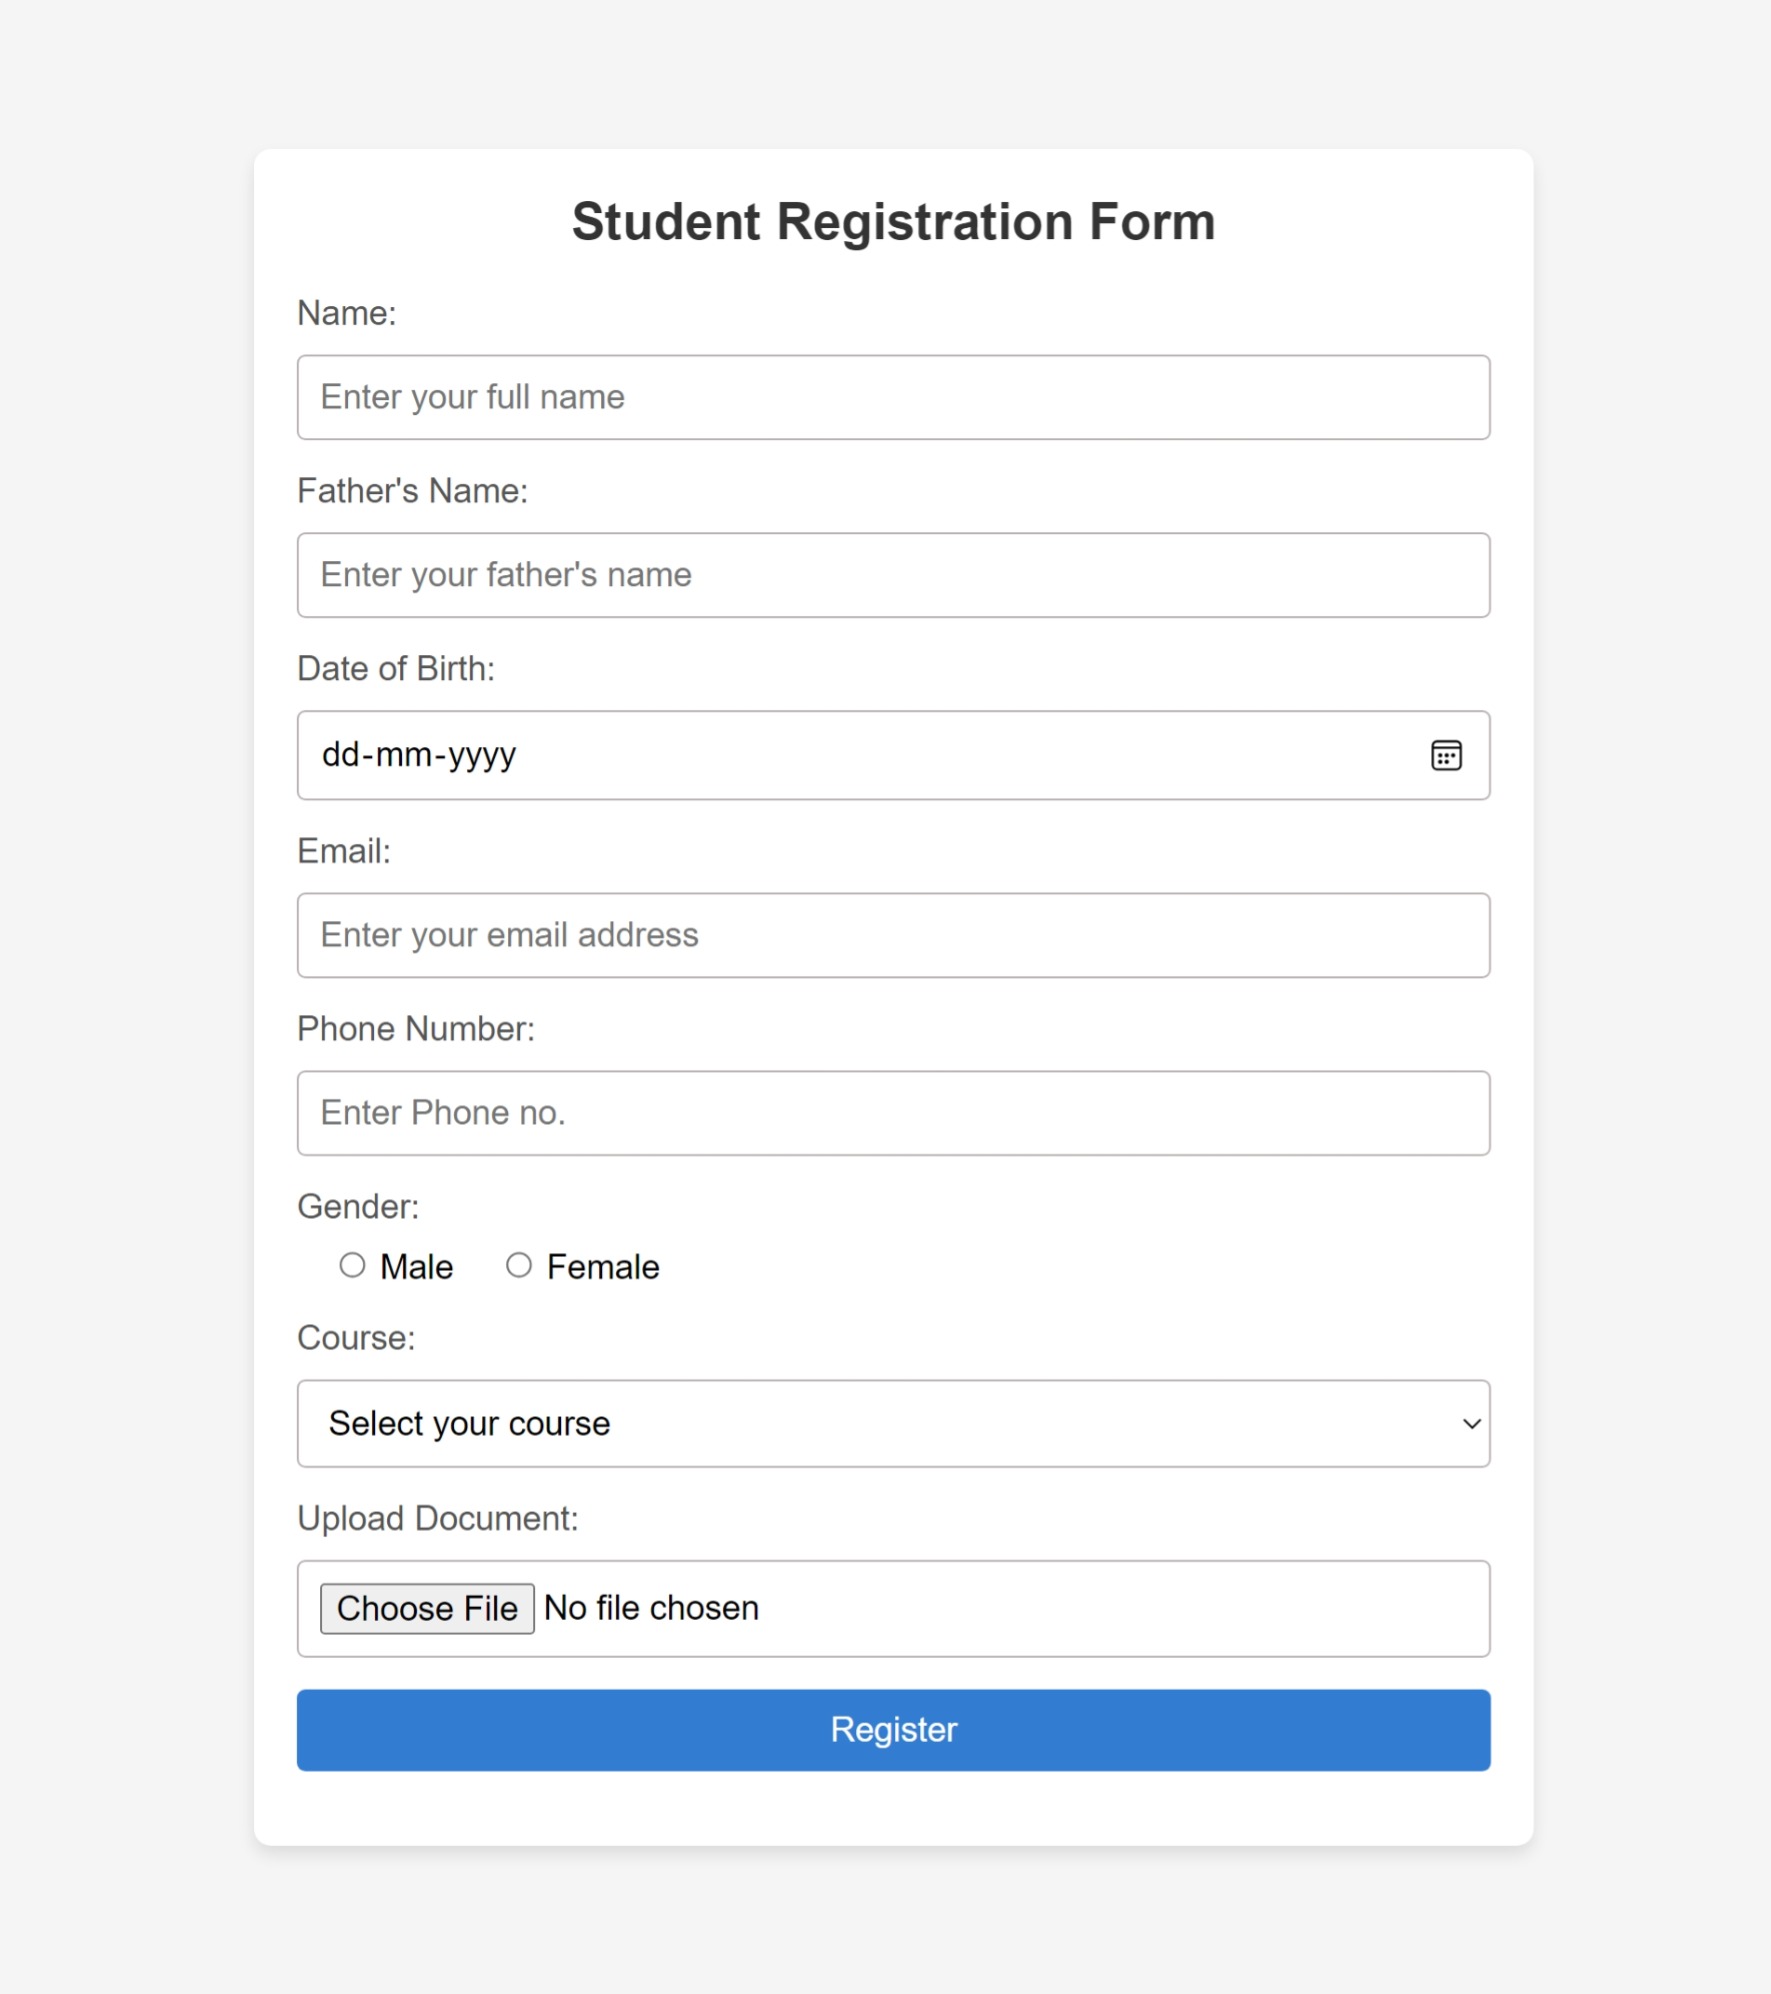 Student Registration Form
Name:
Enter your full name
Father's Name:
Enter your father's name
Date of Birth:
dd-mm-yyyy
Email:
Enter your email address
Phone Number:
Enter Phone no.
Gender:
Male Female
Course:
Select your course
Upload Document:
Choose File No file chosen
Register